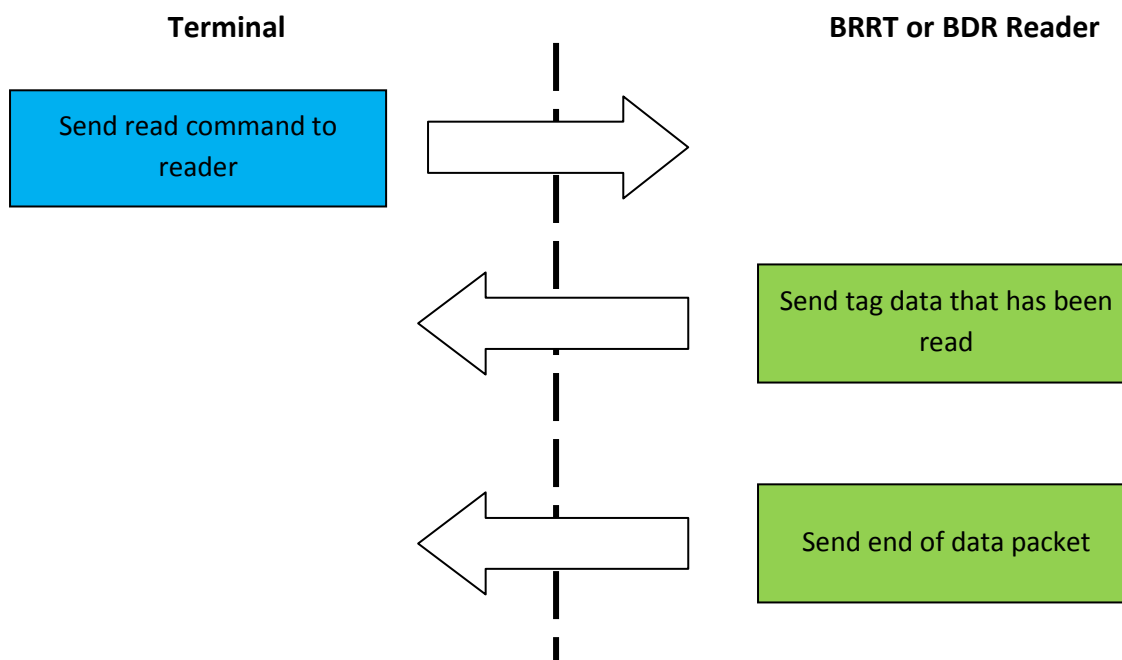 Terminal
BRRT or BDR Reader
Send read command to
reader
Send tag data that has been
read
Send end of data packet